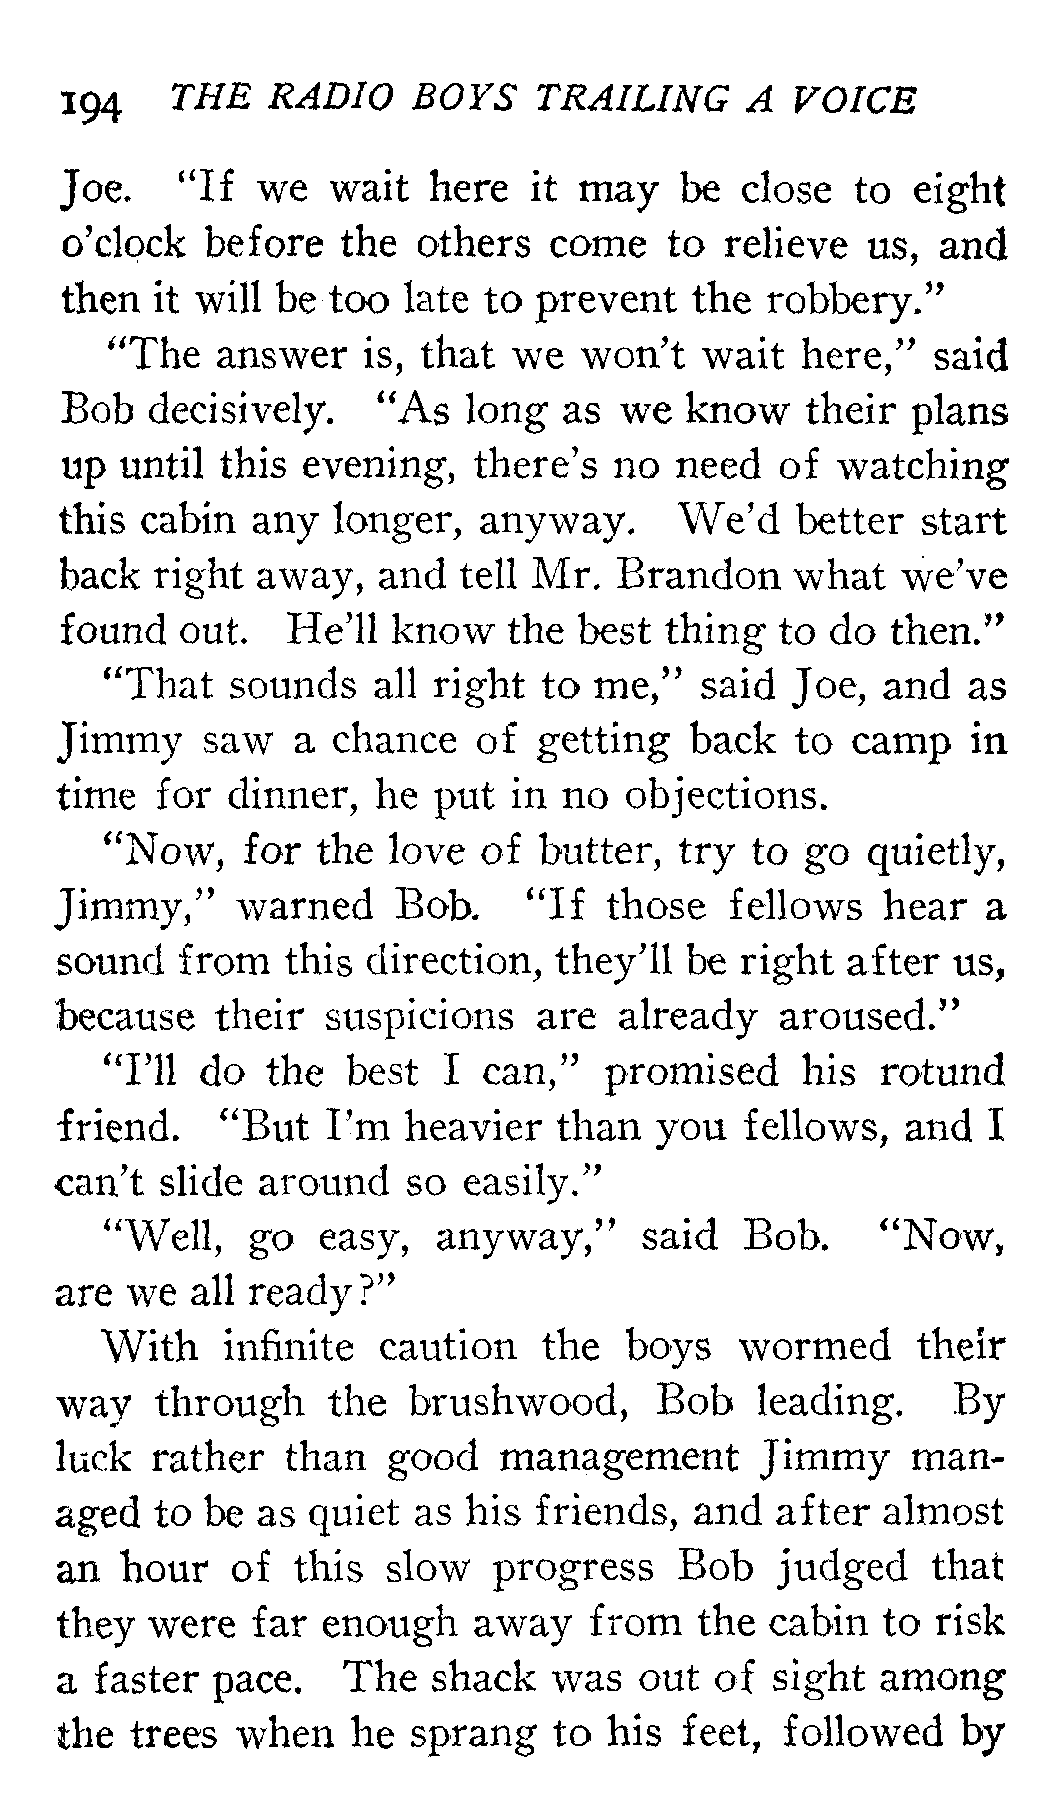 194 THE RADIO BOYS TRAILING A VOICE
Joe. “If we wait here it may be close to eight
o’clock before the others come to relieve us, and
then it will be too late to prevent the robbery.”
“The answer is, that we won’t wait here,” said
Bob decisively. “As long as we know their plans
up until this evening, there’s no need of watching
this cabin any longer, anyway. We’d better start
back right away, and tell Mr. Brandon what we’ve
found out. He’ll know the best thing to do then.”
“That sounds all right to me,” said Joe, and as
Jimmy saw a chance of getting back to camp in
time for dinner, he put in no objections.
“Now, for the love of butter, try to go quietly,
Jimmy,” warned Bob. “If those fellows hear a
sound from this direction, they’ll be right after us,
because their suspicions are already aroused.”
“I’ll do the best I can,” promised his rotund
friend. “But I’m heavier than you fellows, and I
can’t slide around so easily.”
“Well, go easy, anyway,” said Bob. “Now,
are we all ready?”
With infinite caution the boys wormed their
way through the brushwood, Bob leading. By
luck rather than good management Jimmy man-
aged to be as quiet as his friends, and after almost
an hour of this slow progress Bob judged that
they were far enough away from the cabin to risk
a faster pace. The shack was out of sight among
the trees when he sprang to his feet, followed by